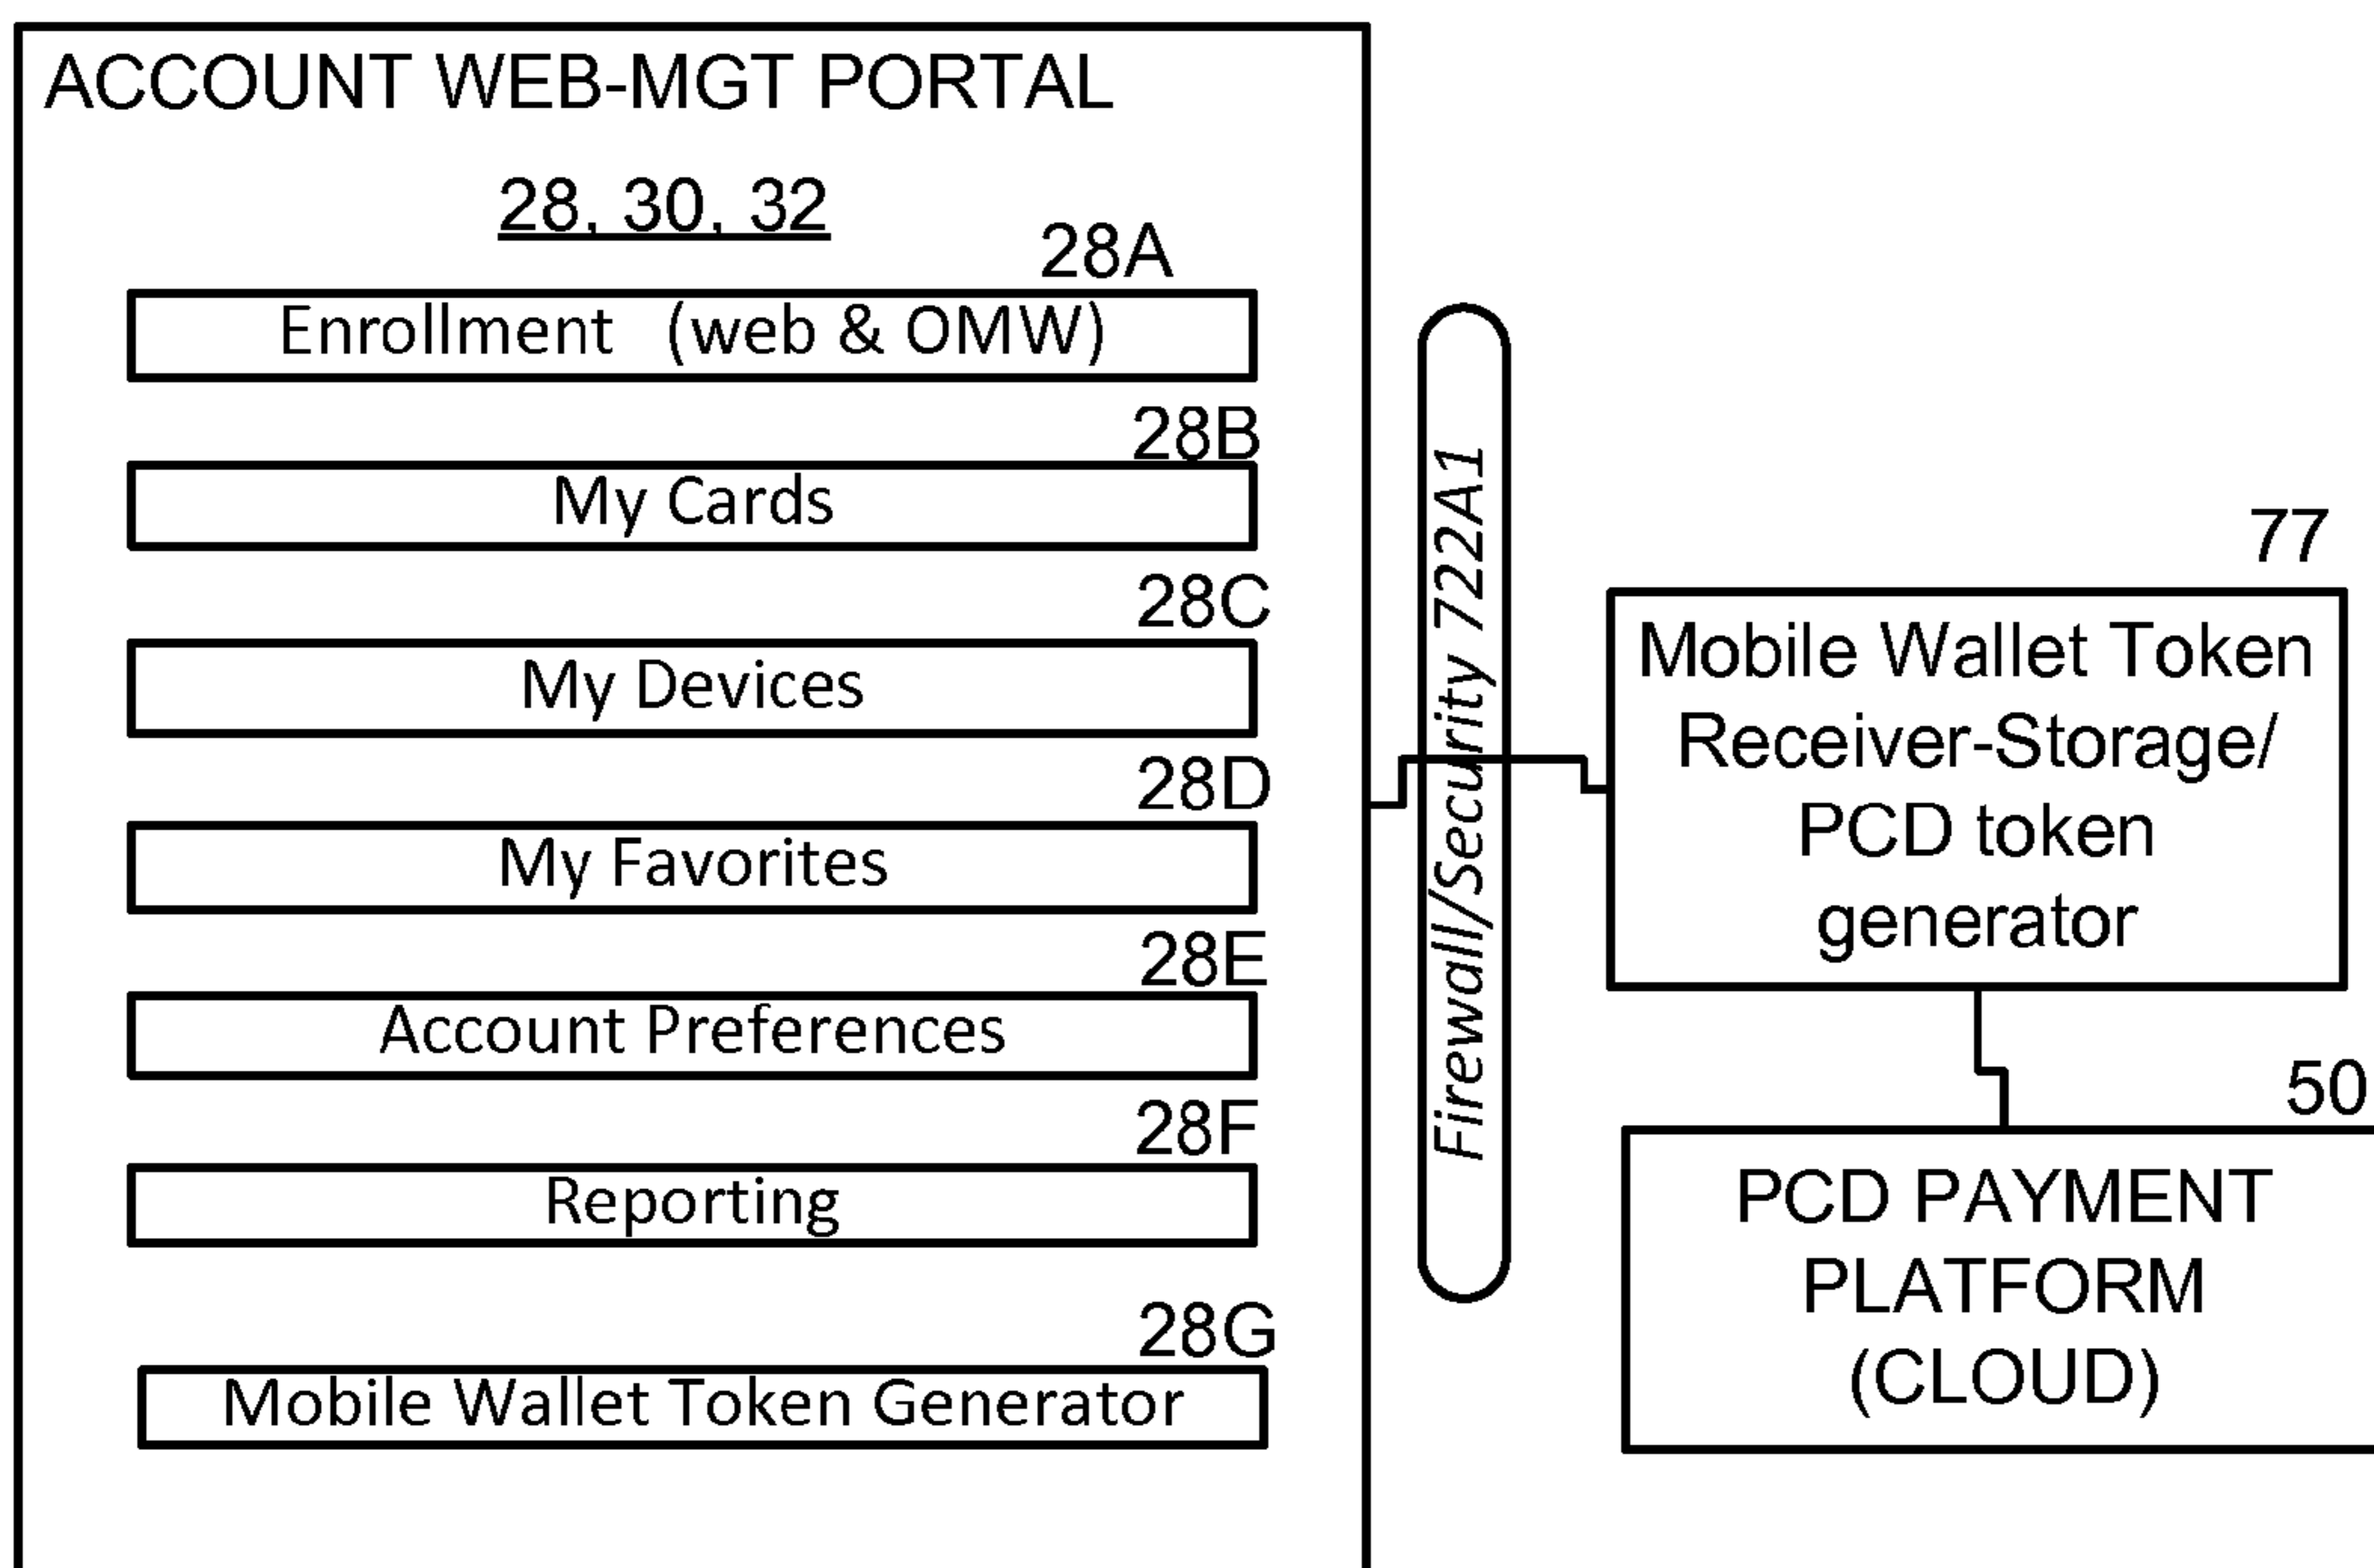 ACCOUNT WEB-MGT PORTAL
28, 30, 32
28A
Enrollment (web & OMW)
28B
My Cards
28C
My Devices
28D
My Favorites
28E
Account Preferences
28F
Reporting
28G
Mobile Wallet Token Generator
Firewall/Security 722A1
77
Mobile Wallet Token
Receiver-Storage/
PCD token
generator
50
PCD PAYMENT
PLATFORM
(CLOUD)